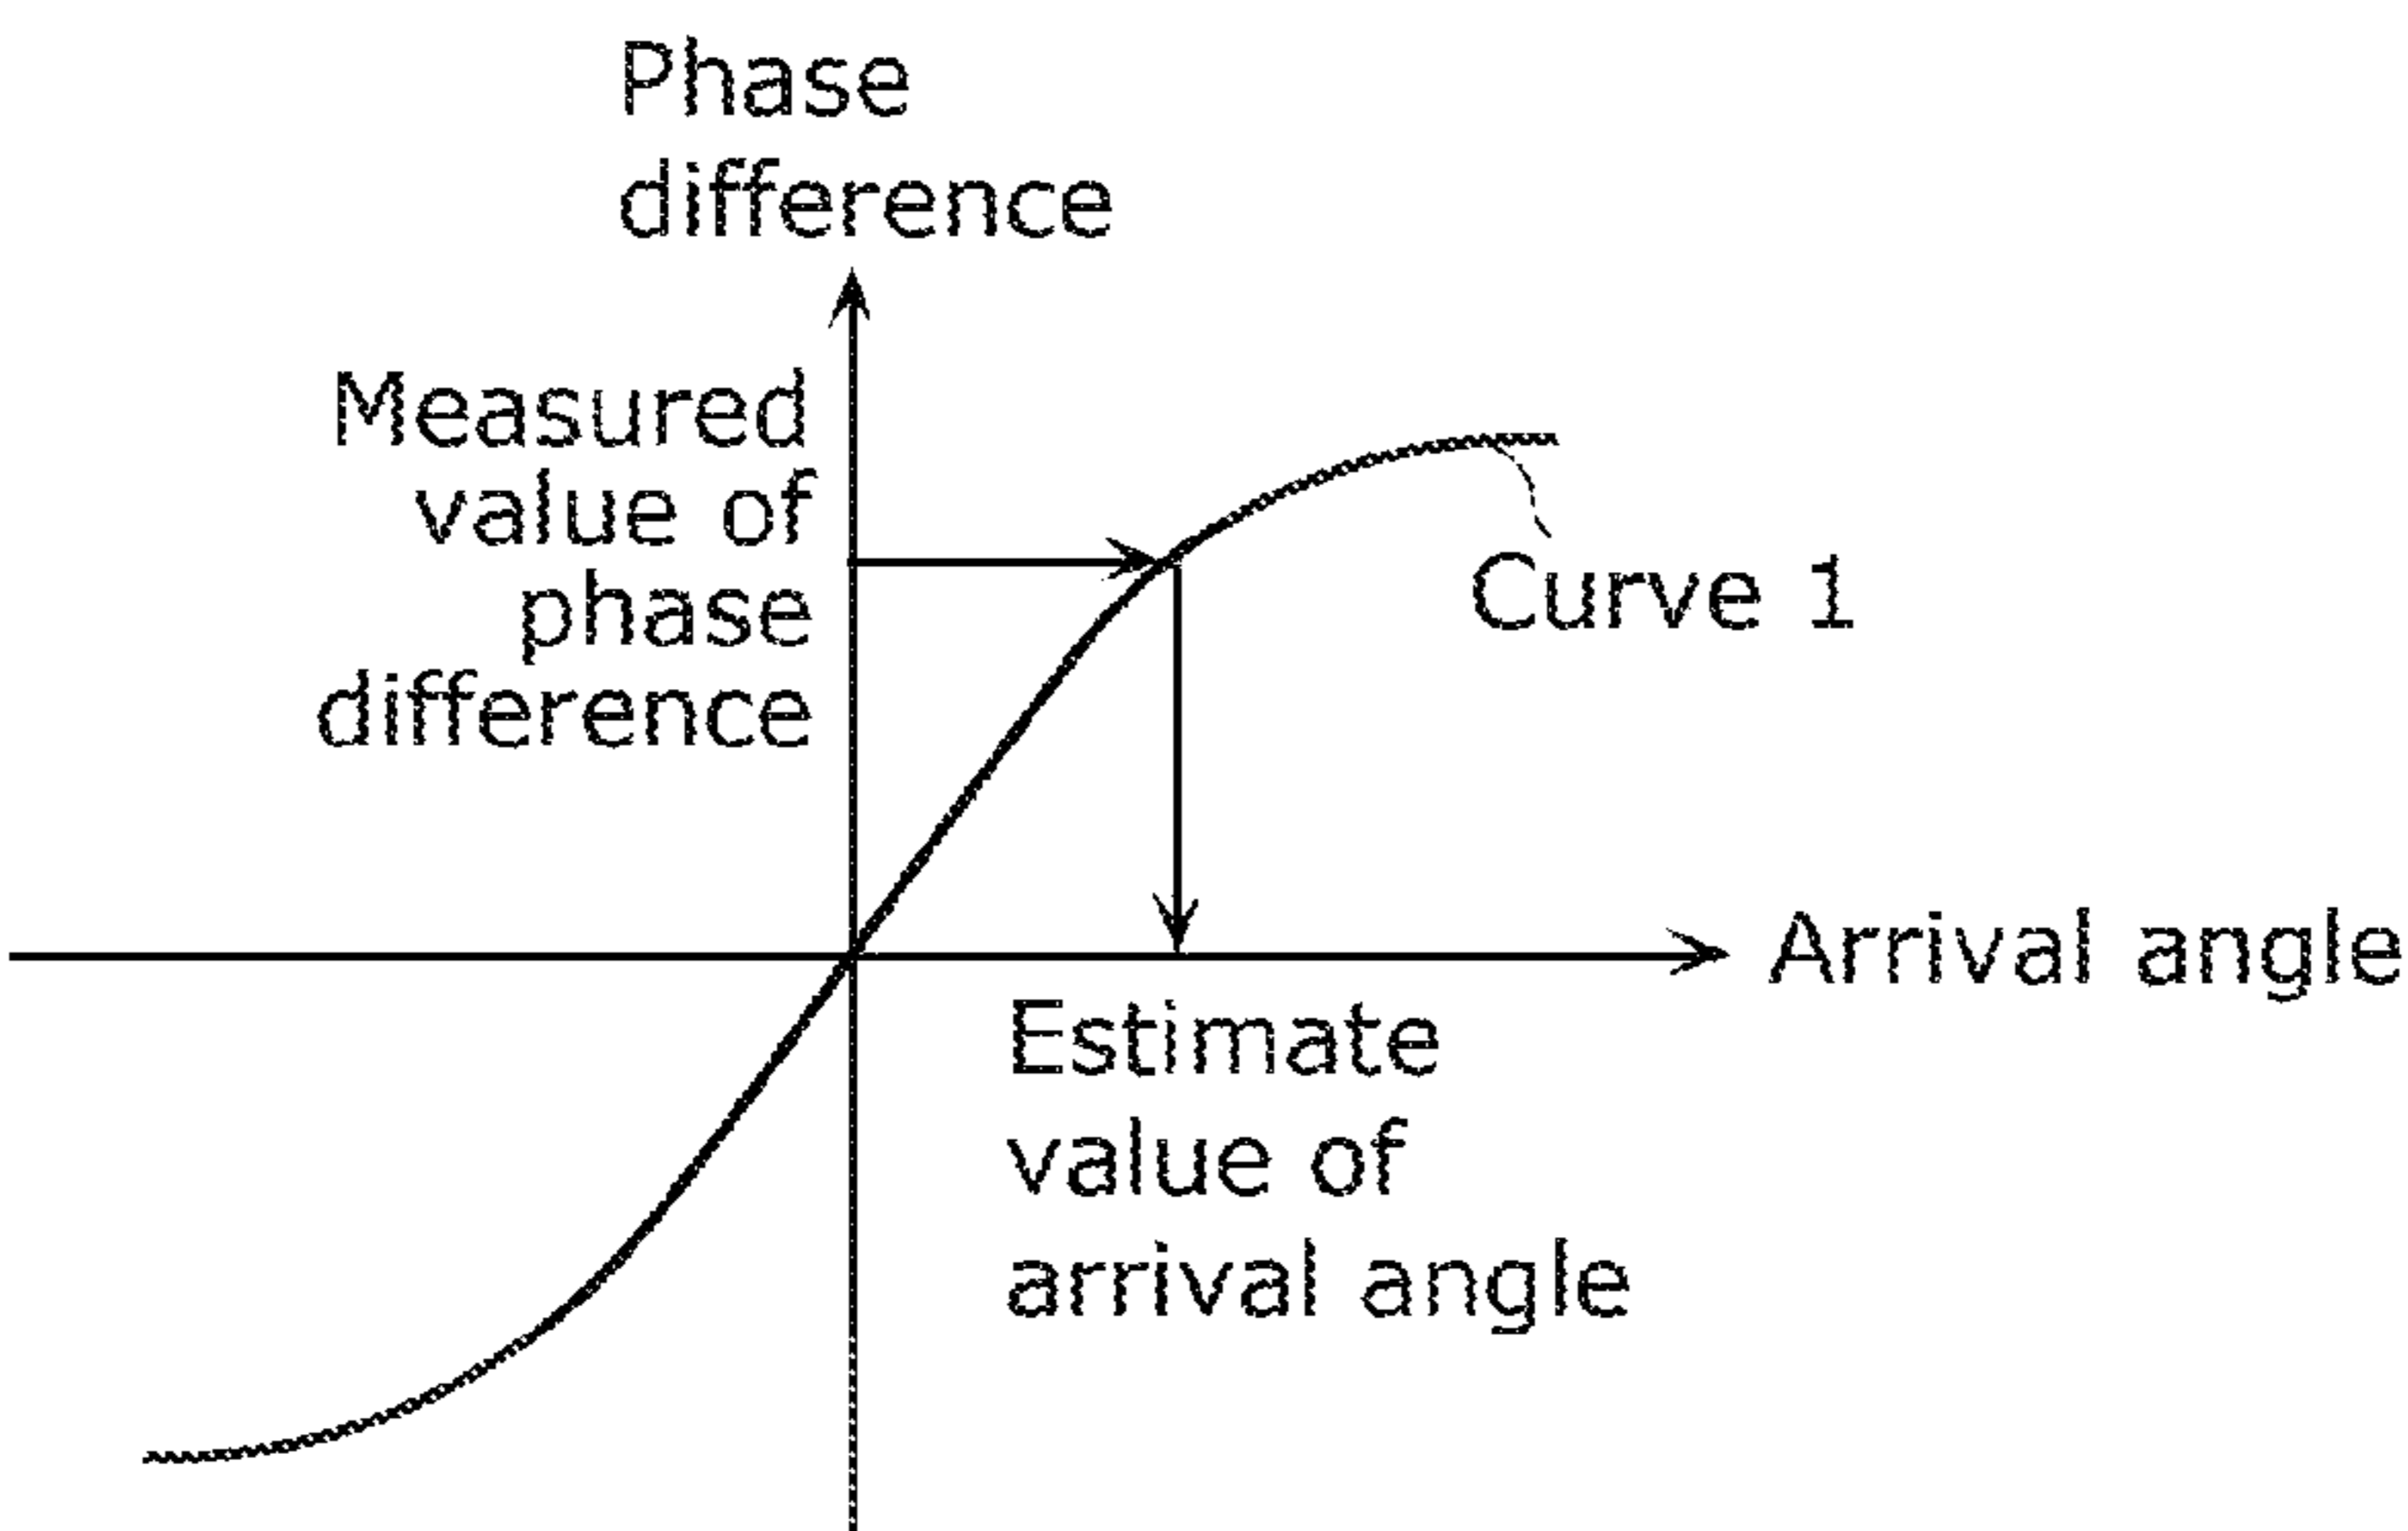 Phase
difference
Measured
value of
phase
difference
Curve 1
Arrival angle
Estimate
value of
arrival angle